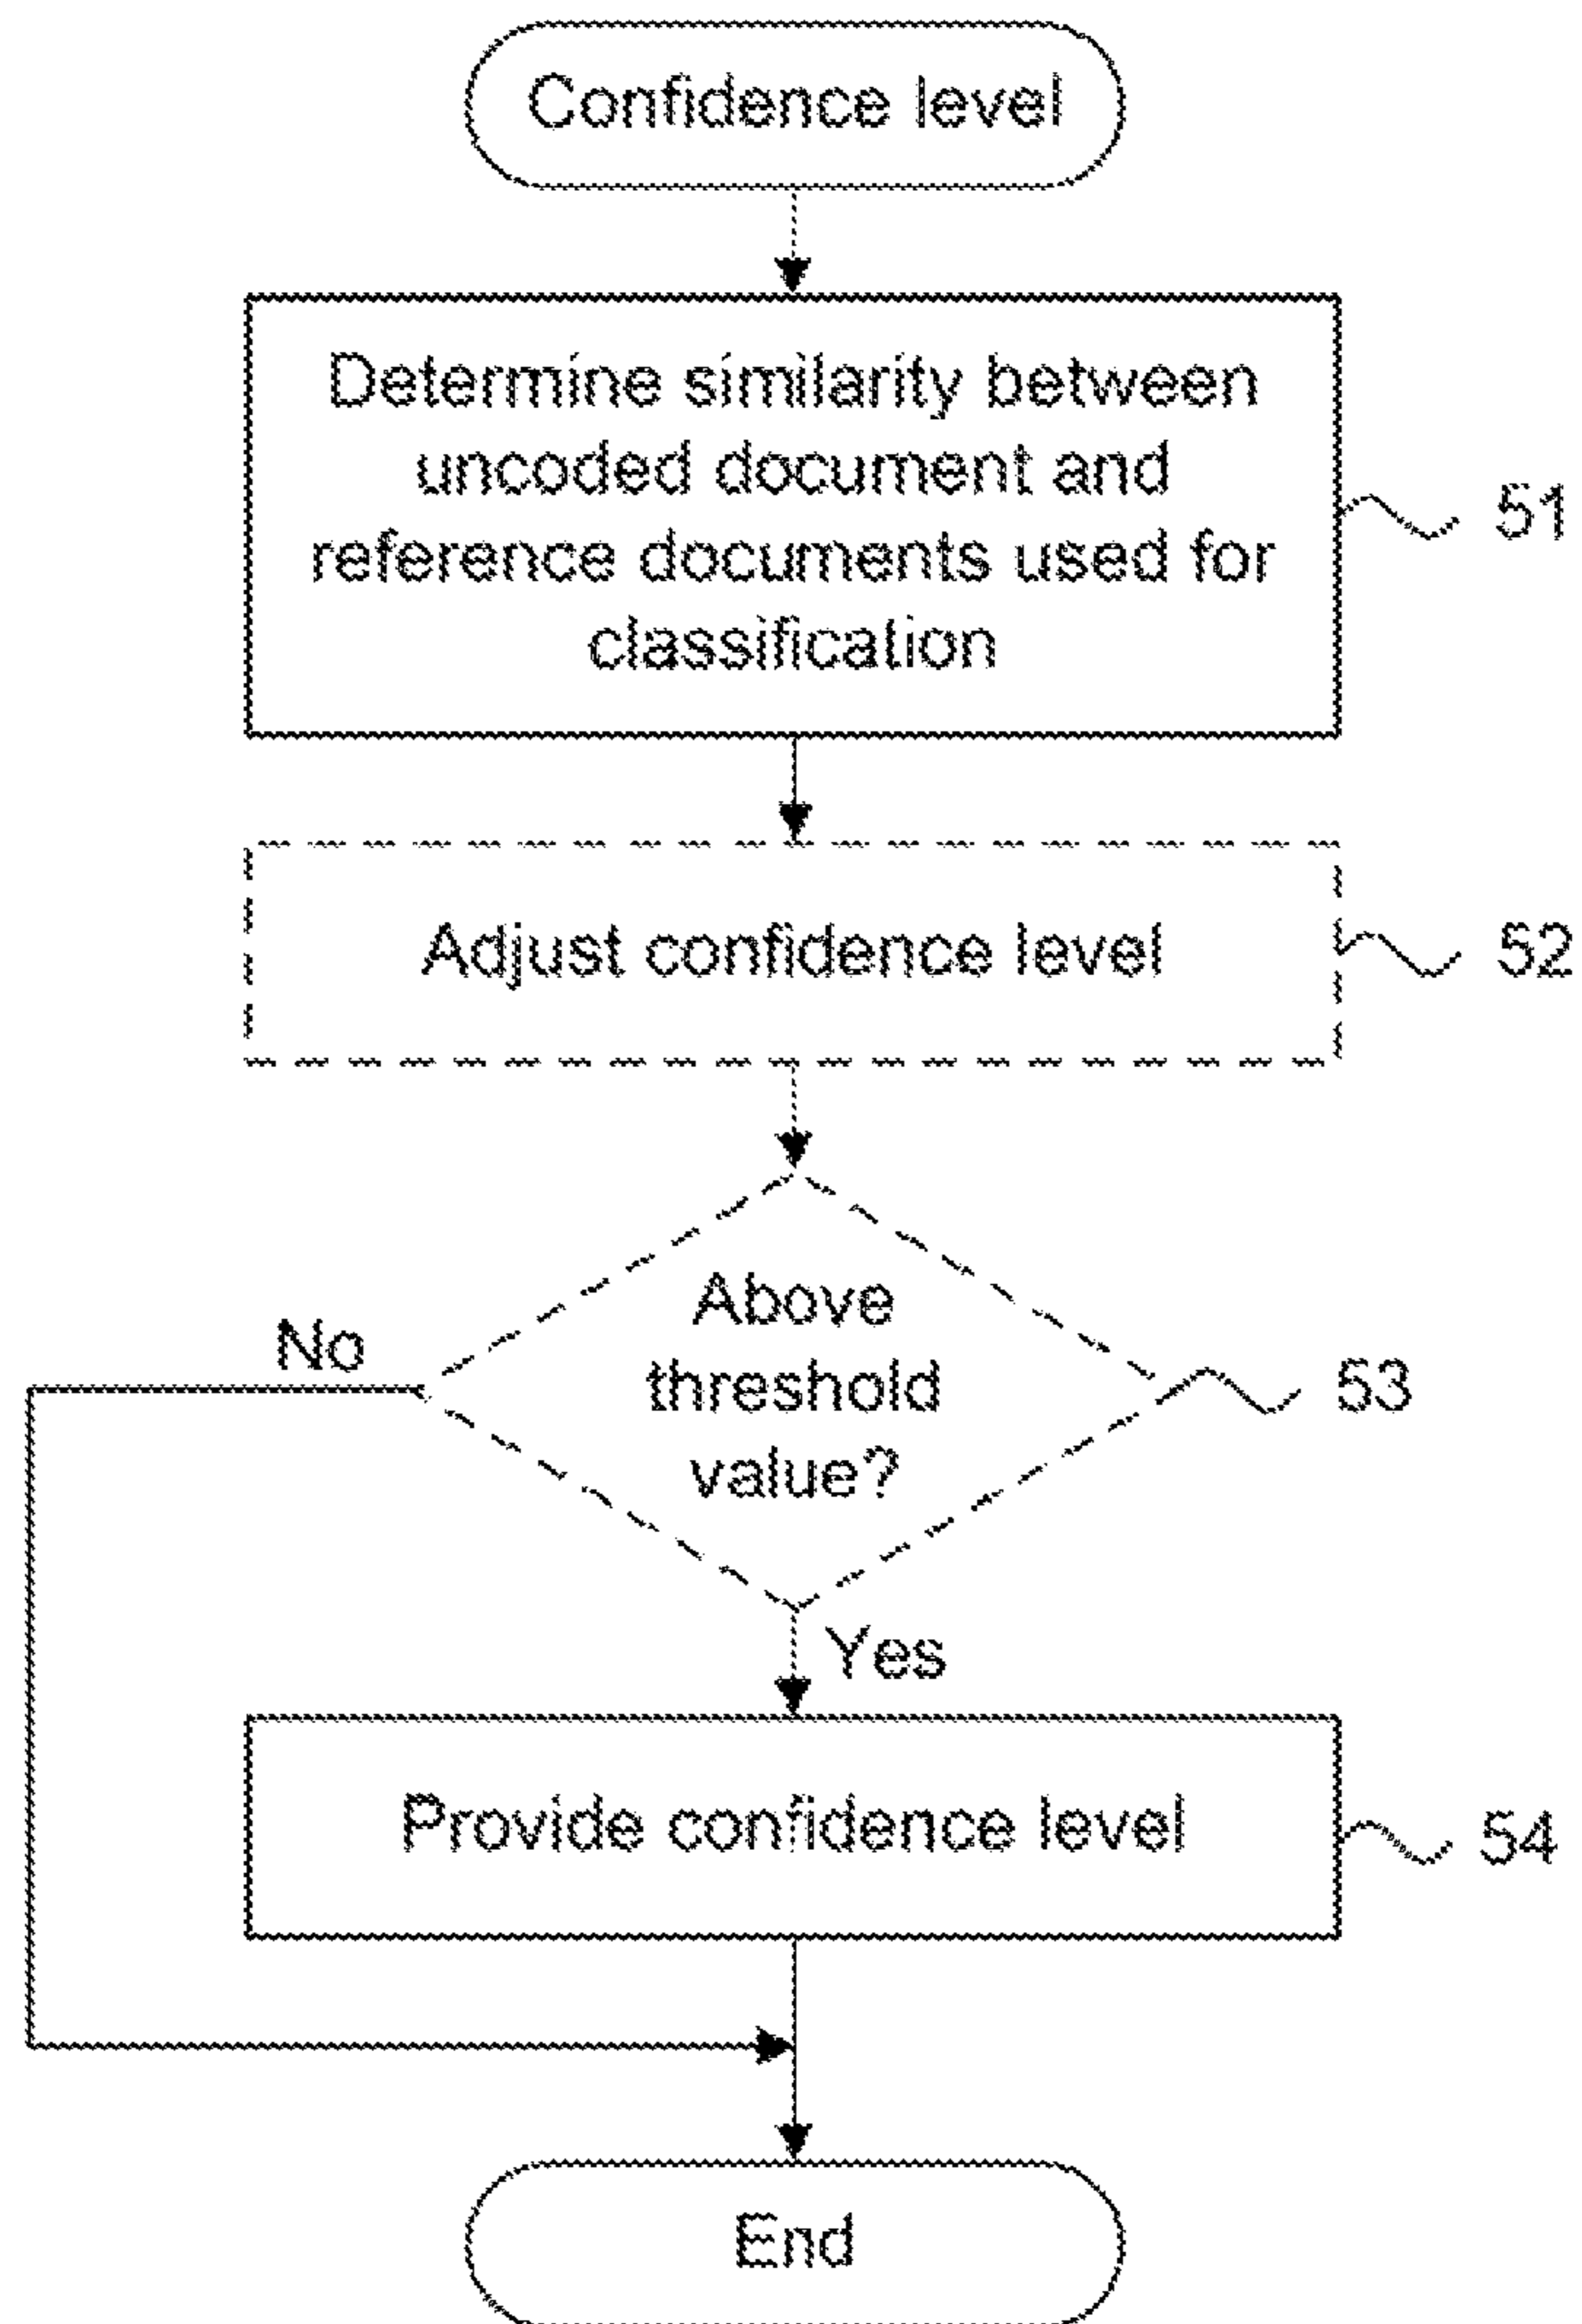 Confidence level
Determine similarity between
uncoded document and
reference documents used for
classification
51
Adjust confidence level
52
Above
threshold
value?
No
53
Yes
Provide confidence level
54
End